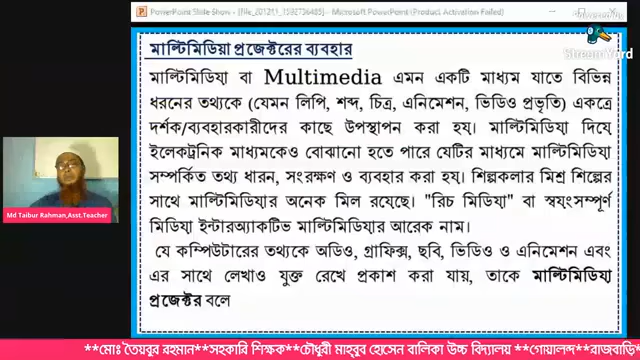 PowerPoint Slide Show - [file_20121_1592756485] - Microsoft PowerPoint (Product Activation Failed)
Powered by
StreamYard
মাল্টিমিডিয়া প্রজেক্টরের ব্যবহার
মাল্টিমিডিয়া বা Multimedia এমন একটি মাধ্যম যাতে বিভিন্ন
ধরনের তথ্যকে (যেমন লিপি, শব্দ, চিত্র, এনিমেশন, ভিডিও প্রভৃতি) একত্রে
দর্শক/ব্যবহারকারীদের কাছে উপস্থাপন করা হয়। মাল্টিমিডিয়া দিয়ে
ইলেকট্রনিক মাধ্যমকেও বোঝানো হতে পারে যেটির মাধ্যমে মাল্টিমিডিয়া
সম্পর্কিত তথ্য ধারন, সংরক্ষণ ও ব্যবহার করা হয়। শিল্পকলার মিশ্র শিল্পের
সাথে মাল্টিমিডিয়ার অনেক মিল রয়েছে। "রিচ মিডিয়া" বা স্বয়ংসম্পূর্ণ
মিডিয়া ইন্টারঅ্যাকটিভ মাল্টিমিডিয়ার আরেক নাম।
যে কম্পিউটারের তথ্যকে অডিও, গ্রাফিক্স, ছবি, ভিডিও ও এনিমেশন এবং
এর সাথে লেখাও যুক্ত রেখে প্রকাশ করা যায়, তাকে মাল্টিমিডিয়া
প্রজেক্টর বলে
Md Taibur Rahman,Asst.Teacher
**মোঃ তৈয়বুর রহমান**সহকারি শিক্ষক**চৌধুরী মাহ্বুব হোসেন বালিকা উচ্চ বিদ্যালয় **গোয়ালন্দ**রাজবাড়ি*